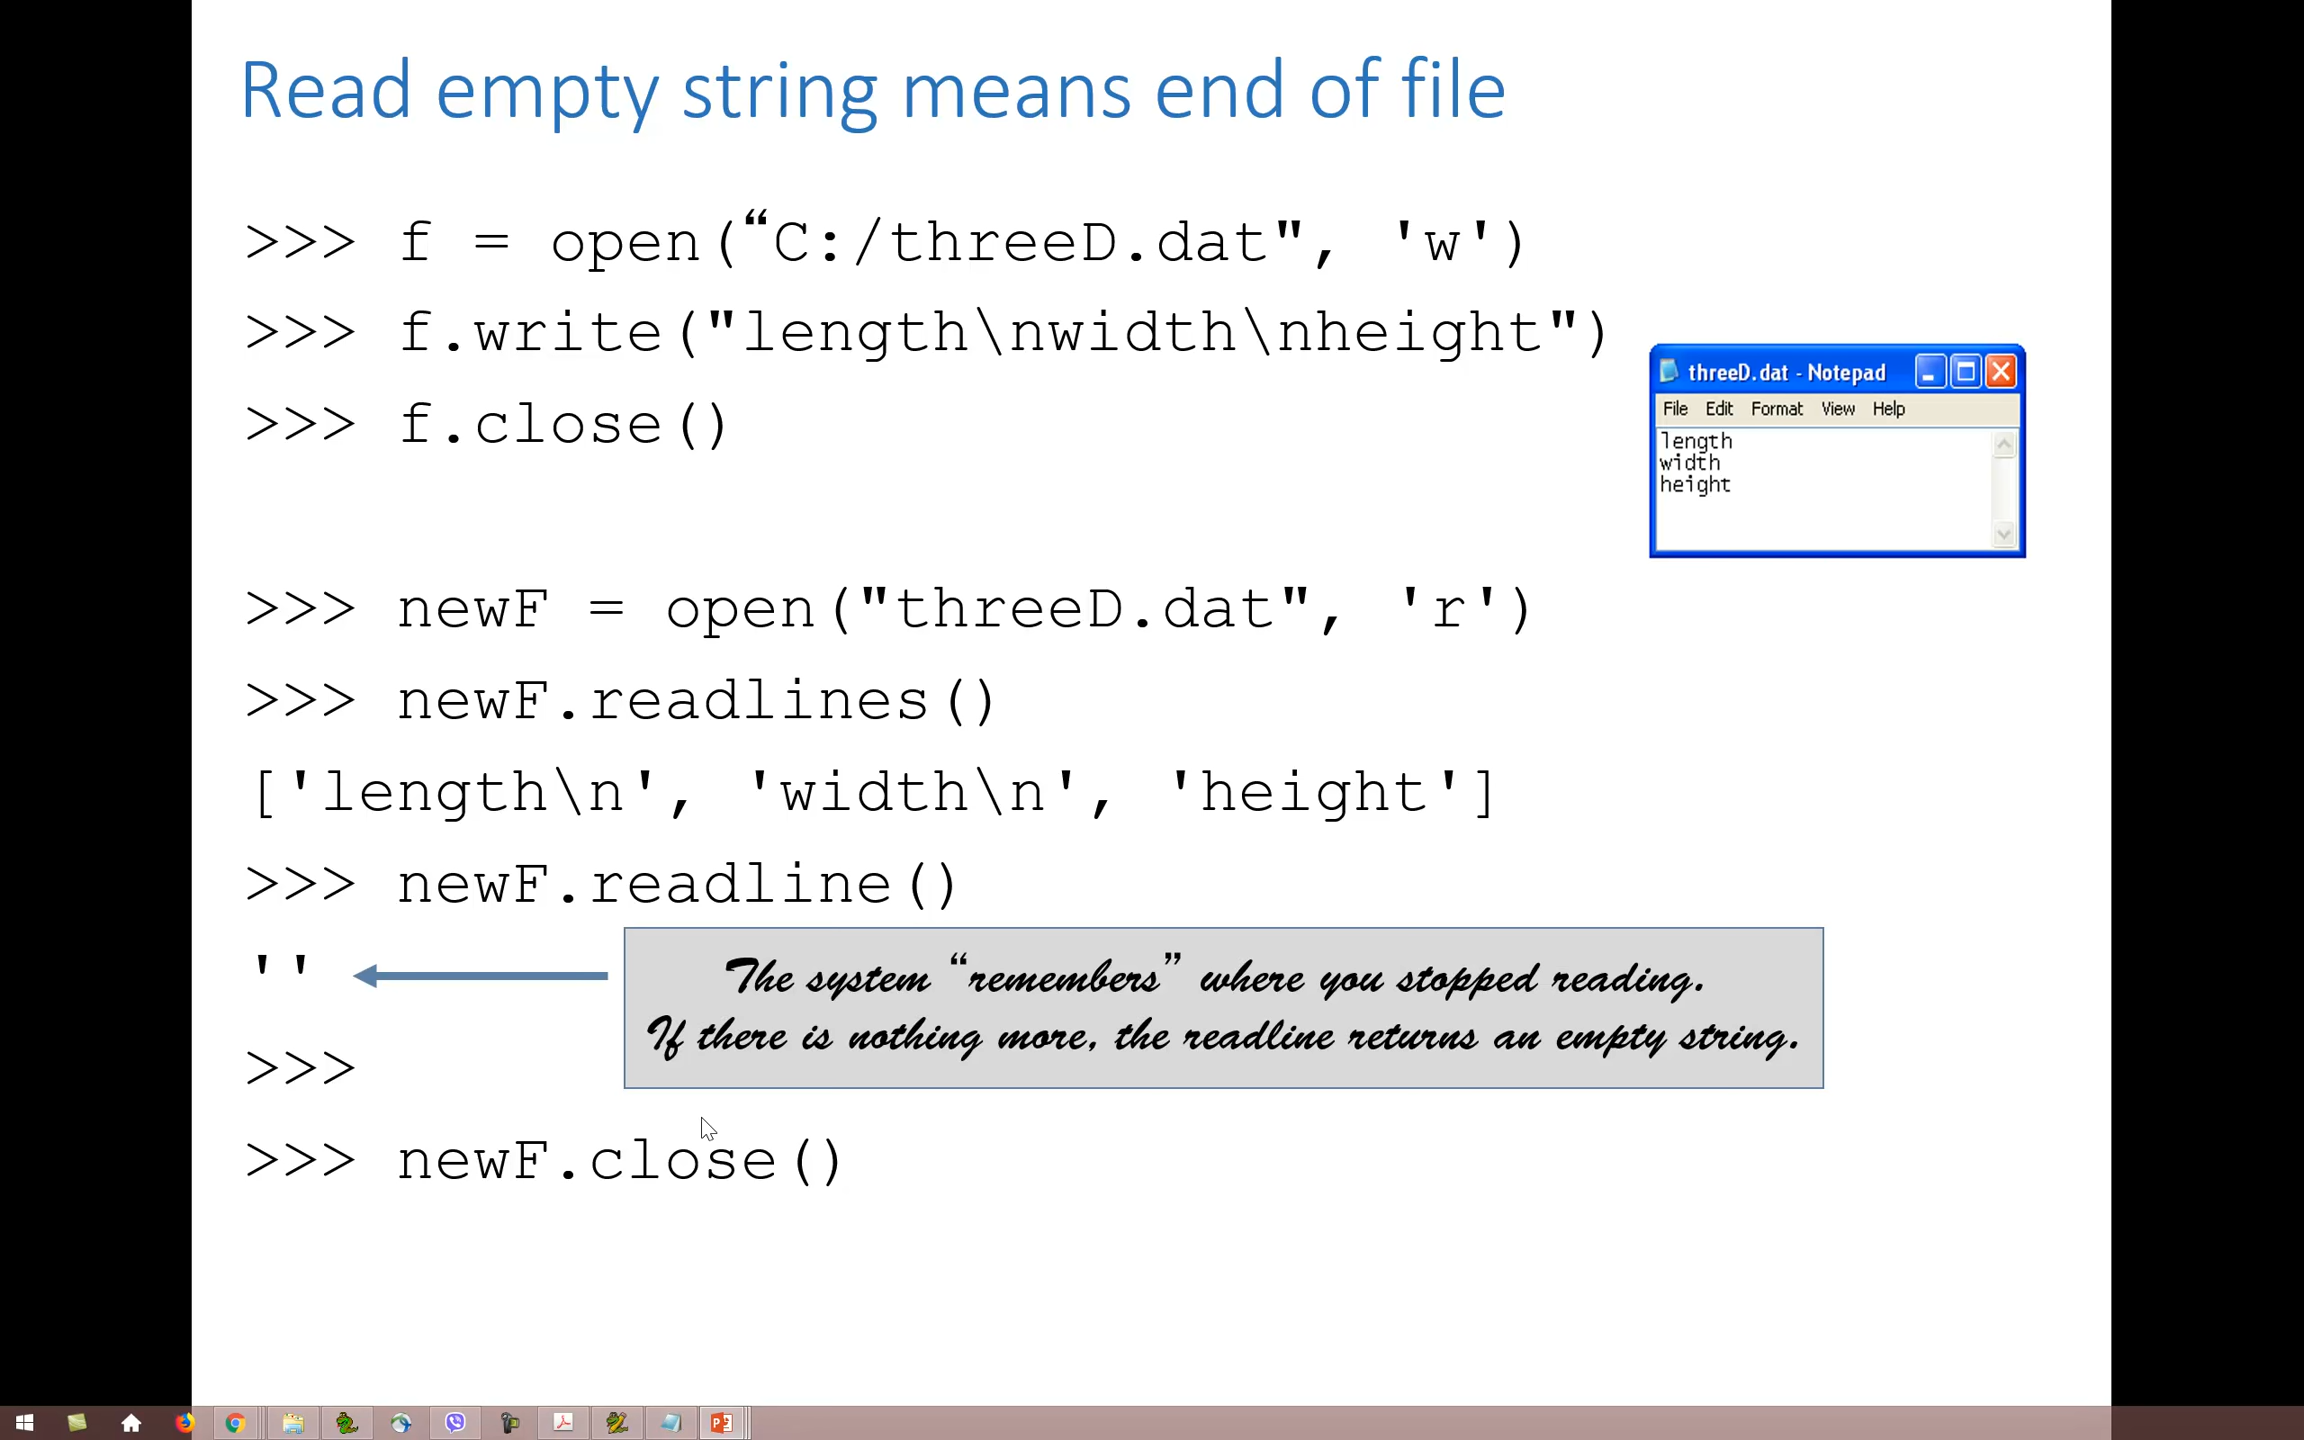 Read empty string means end of file
>>> f = open(“C:/threeD.dat", 'w')
>>> f.write("length\nwidth\nheight")
>>> f.close()
threeD.dat - Notepad
File Edit Format View Help
length
width
height
>>> newF = open("threeD.dat", 'r')
>>> newF.readlines()
['length\n', 'width\n', 'height']
>>> newF.readline()
''
The system “remembers” where you stopped reading.
If there is nothing more, the readline returns an empty string.
>>>
>>> newF.close()